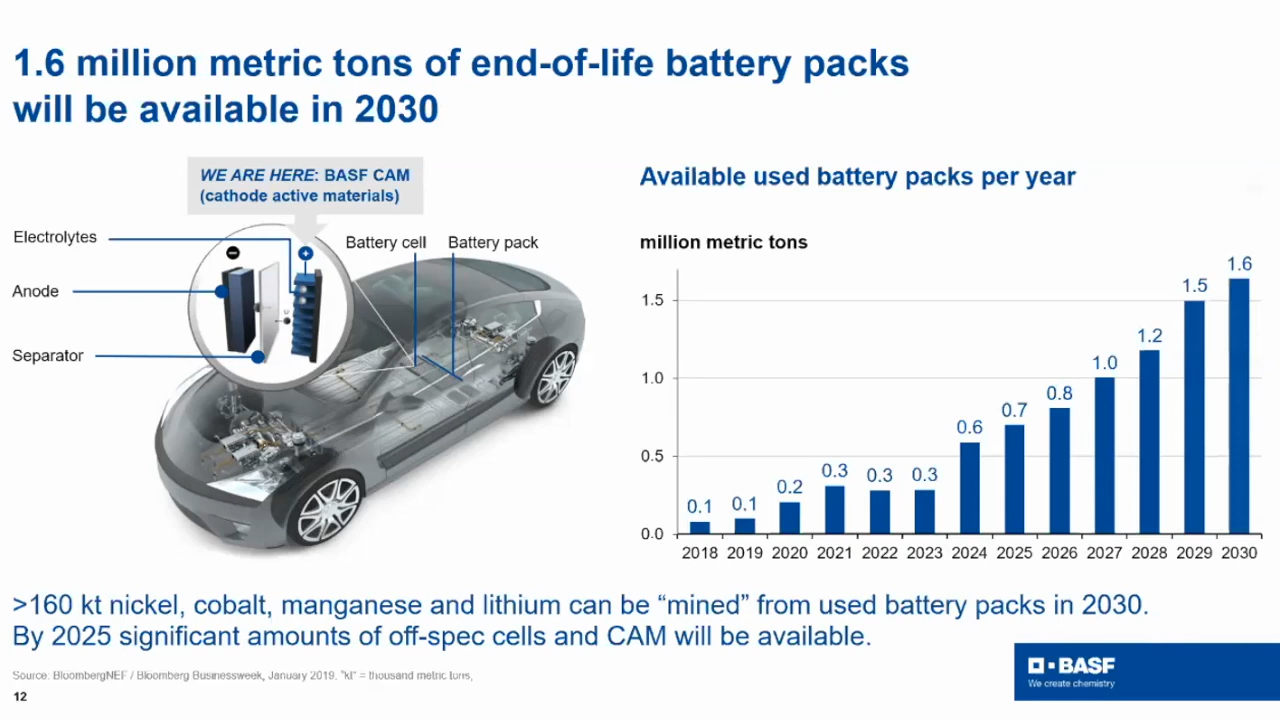 1.6 million metric tons of end-of-life battery packs
will be available in 2030
WE ARE HERE: BASF CAM
(cathode active materials)
Electrolytes
Anode
Separator
Battery cell
Battery pack
Available used battery packs per year
million metric tons
1.5
1.0
0.5
0.0
0.1
0.1
0.2
0.3
0.3
0.3
0.6
0.7
0.8
1.0
1.2
1.5
1.6
2018 2019 2020 2021 2022 2023 2024 2025 2026 2027 2028 2029 2030
>160 kt nickel, cobalt, manganese and lithium can be “mined” from used battery packs in 2030.
By 2025 significant amounts of off-spec cells and CAM will be available.
Source: BloombergNEF / Bloomberg Businessweek, January 2019. "kt" = thousand metric tons,
12
BASF
We create chemistry